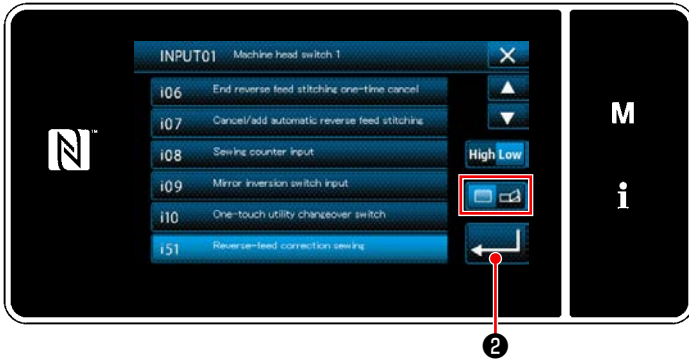 INPUT01 Machine head switch 1
i06 End reverse feed stitching one-time cancel
i07 Cancel/add automatic reverse feed stitching
i08 Sewing counter input
High Low
i09 Mirror inversion switch input
i10 One-touch utility changeover switch
i51 Reverse-feed correction sewing
M
i
N
❷